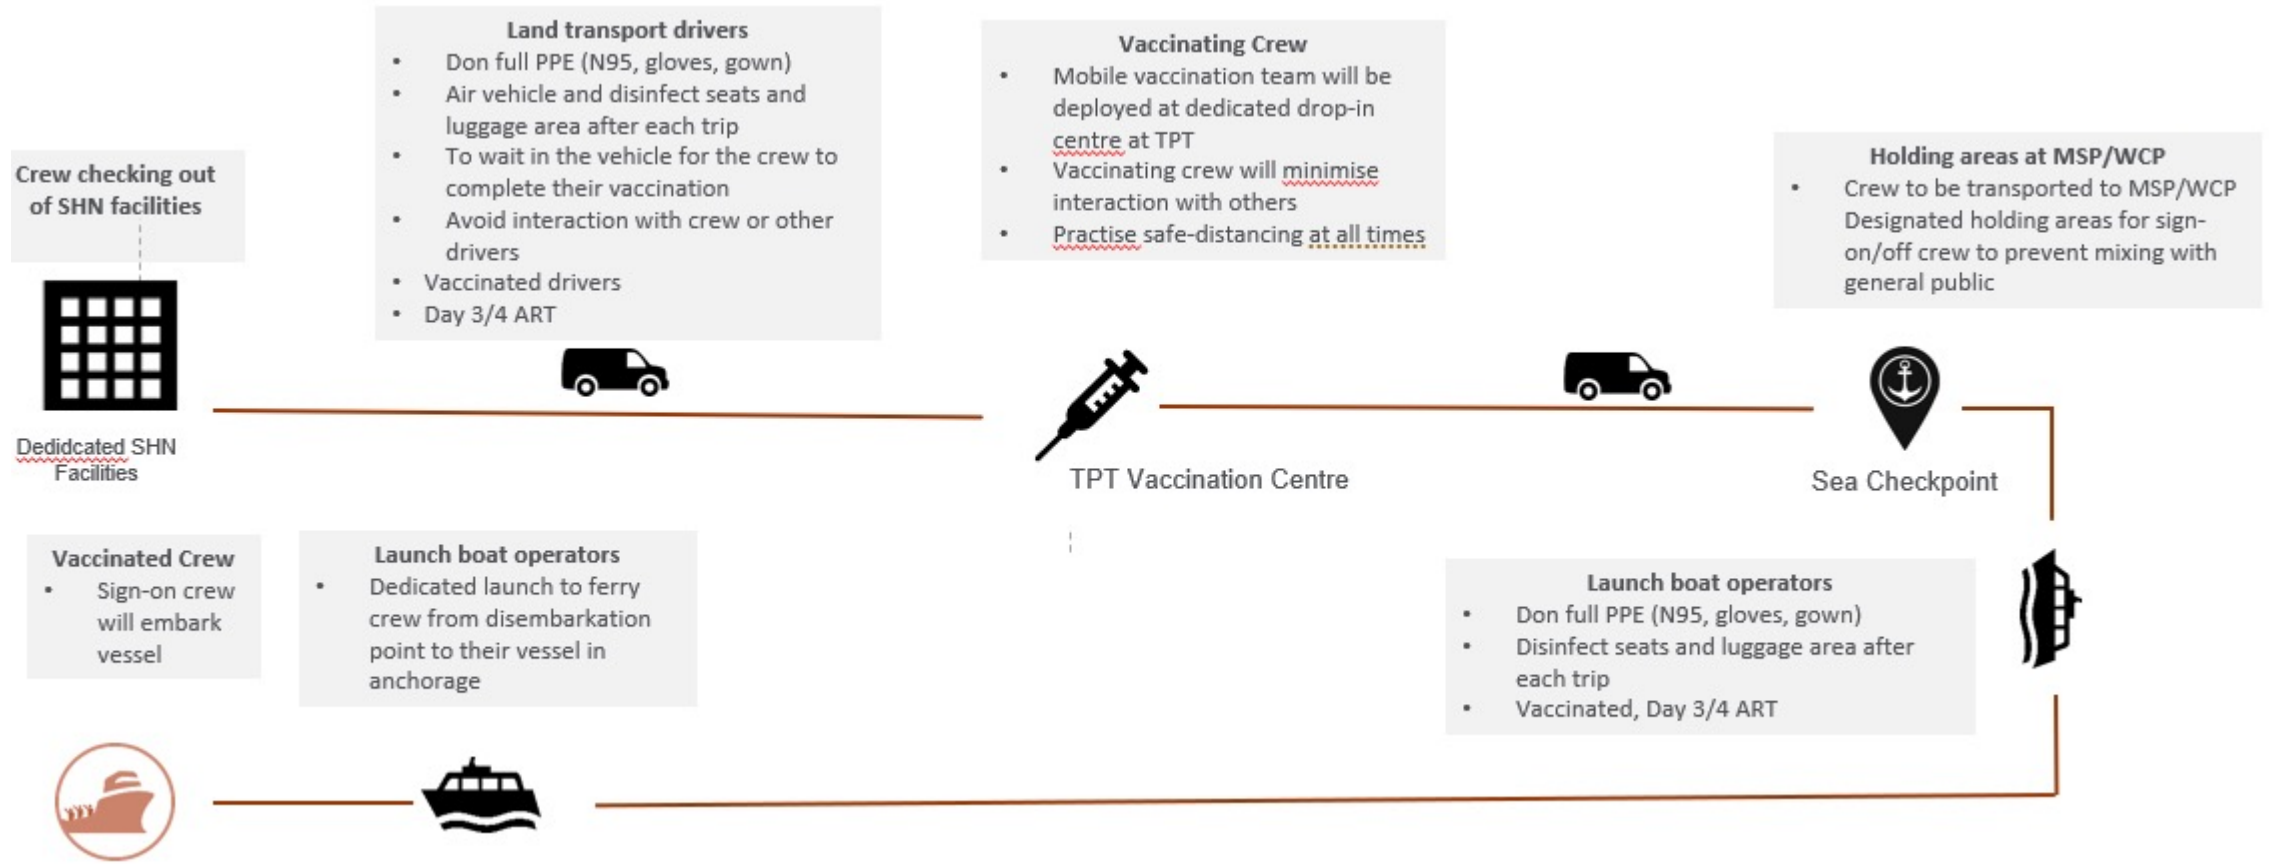 Crew checking out
of SHN facilities
Dedidcated SHN
Facilities
Land transport drivers
• Don full PPE (N95, gloves, gown)
• Air vehicle and disinfect seats and
luggage area after each trip
• To wait in the vehicle for the crew to
complete their vaccination
• Avoid interaction with crew or other
drivers
• Vaccinated drivers
• Day 3/4 ART
Vaccinating Crew
• Mobile vaccination team will be
deployed at dedicated drop-in
centre at TPT
• Vaccinating crew will minimise
interaction with others
• Practise safe-distancing at all times
TPT Vaccination Centre
Holding areas at MSP/WCP
• Crew to be transported to MSP/WCP
Designated holding areas for sign-
on/off crew to prevent mixing with
general public
Sea Checkpoint
Launch boat operators
• Don full PPE (N95, gloves, gown)
• Disinfect seats and luggage area after
each trip
• Vaccinated, Day 3/4 ART
Launch boat operators
• Dedicated launch to ferry
crew from disembarkation
point to their vessel in
anchorage
Vaccinated Crew
• Sign-on crew
will embark
vessel